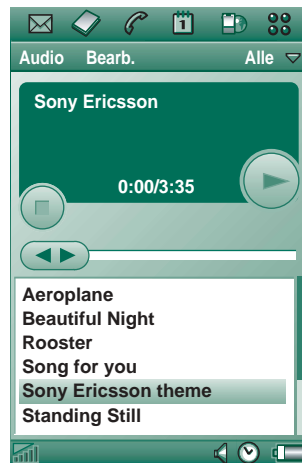 1
Audio Bearb. Alle
Sony Ericsson
0:00/3:35
Aeroplane
Beautiful Night
Rooster
Song for you
Sony Ericsson theme
Standing Still